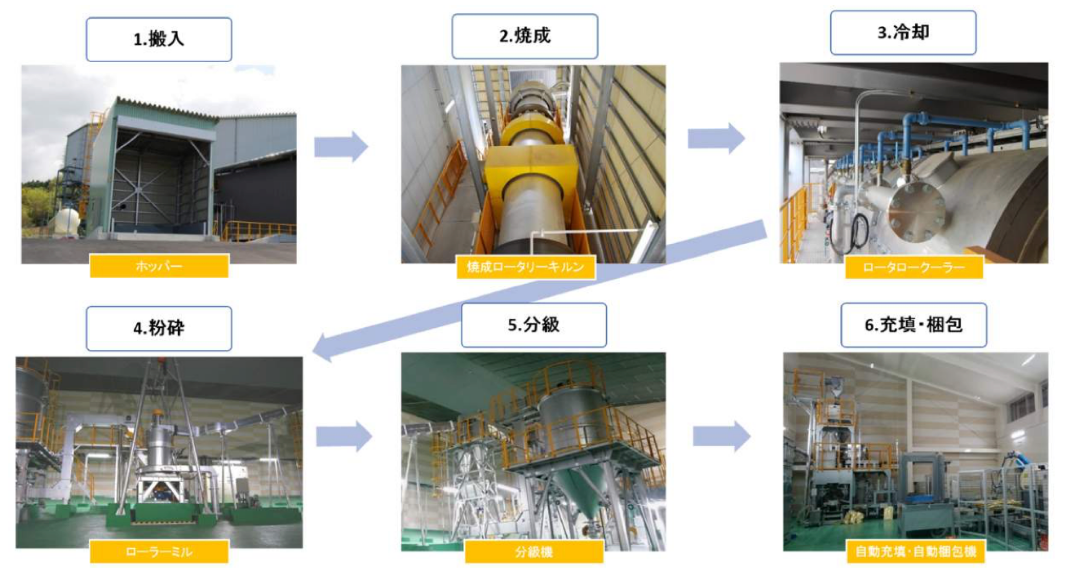 1.搬入
2.焼成
3.冷却
ホッパー
焼成ロータリーキルン
ロータロークーラー
4.粉砕
5.分級
6.充填・梱包
ローラーミル
分級機
自動充填・自動梱包機